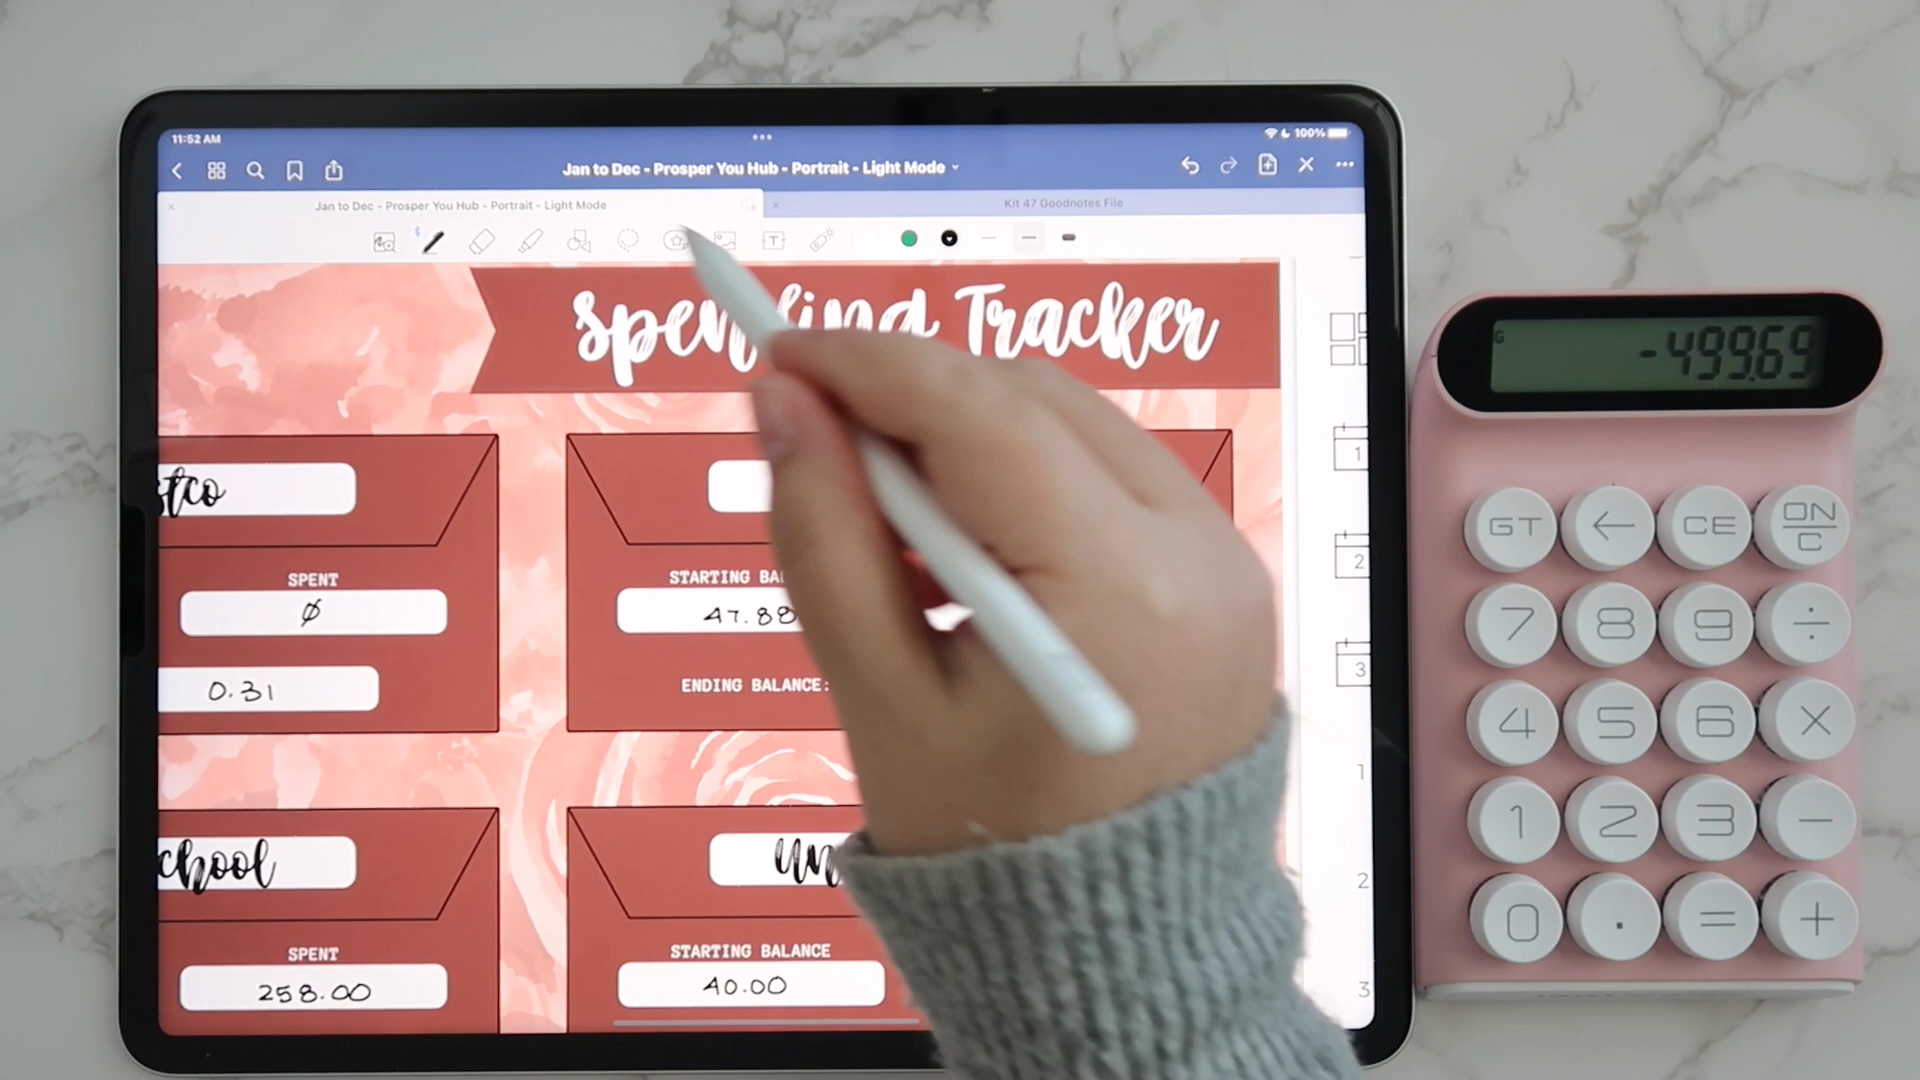 11:52 AM
100%
Jan to Dec - Prosper You Hub - Portrait - Light Mode
Jan to Dec - Prosper You Hub - Portrait - Light Mode
Kit 47 Goodnotes File
T
Spending Tracker
-499.69
G
1
2
3
1
2
3
SPENT
Ø
0.31
STARTING BA
47.88
ENDING BALANCE:
chool
SPENT
258.00
STARTING BALANCE
40.00
GT ← CE ON/C
7 8 9 ÷
4 5 6 ×
1 2 3 −
0 . = +